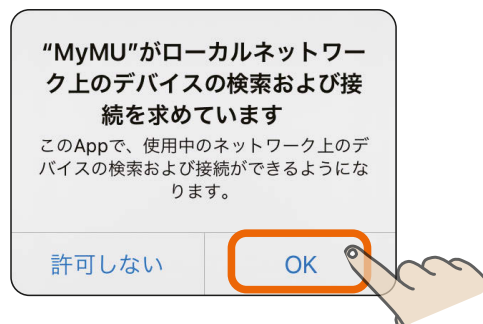 “MyMU”がローカルネットワー
ク上のデバイスの検索および接
続を求めています
このAppで、使用中のネットワーク上のデ
バイスの検索および接続ができるようにな
ります。
許可しない
OK